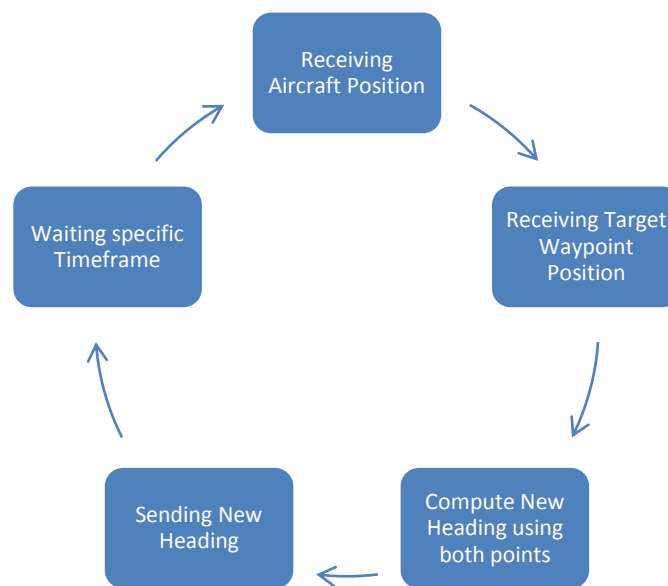 Receiving
Aircraft Position
Receiving Target
Waypoint
Position
Compute New
Heading using
both points
Sending New
Heading
Waiting specific
Timeframe